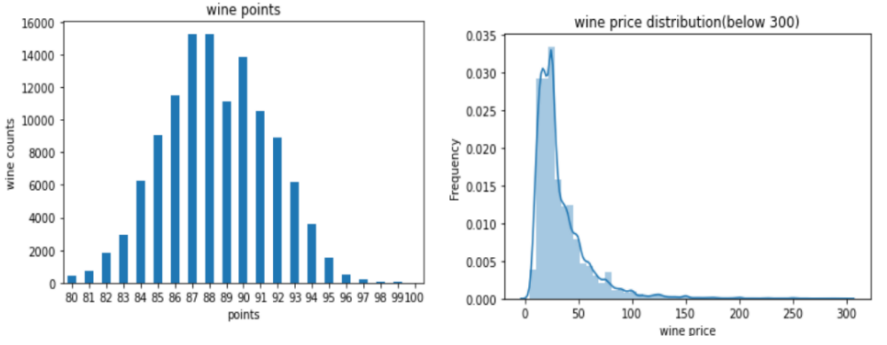 wine points
16000
14000
12000
10000
8000
6000
4000
2000
0
wine counts
80 81 82 83 84 85 86 87 88 89 90 91 92 93 94 95 96 97 98 99 100
points
wine price distribution(below 300)
0.035
0.030
0.025
0.020
0.015
0.010
0.005
0.000
Frequency
0 50 100 150 200 250 300
wine price